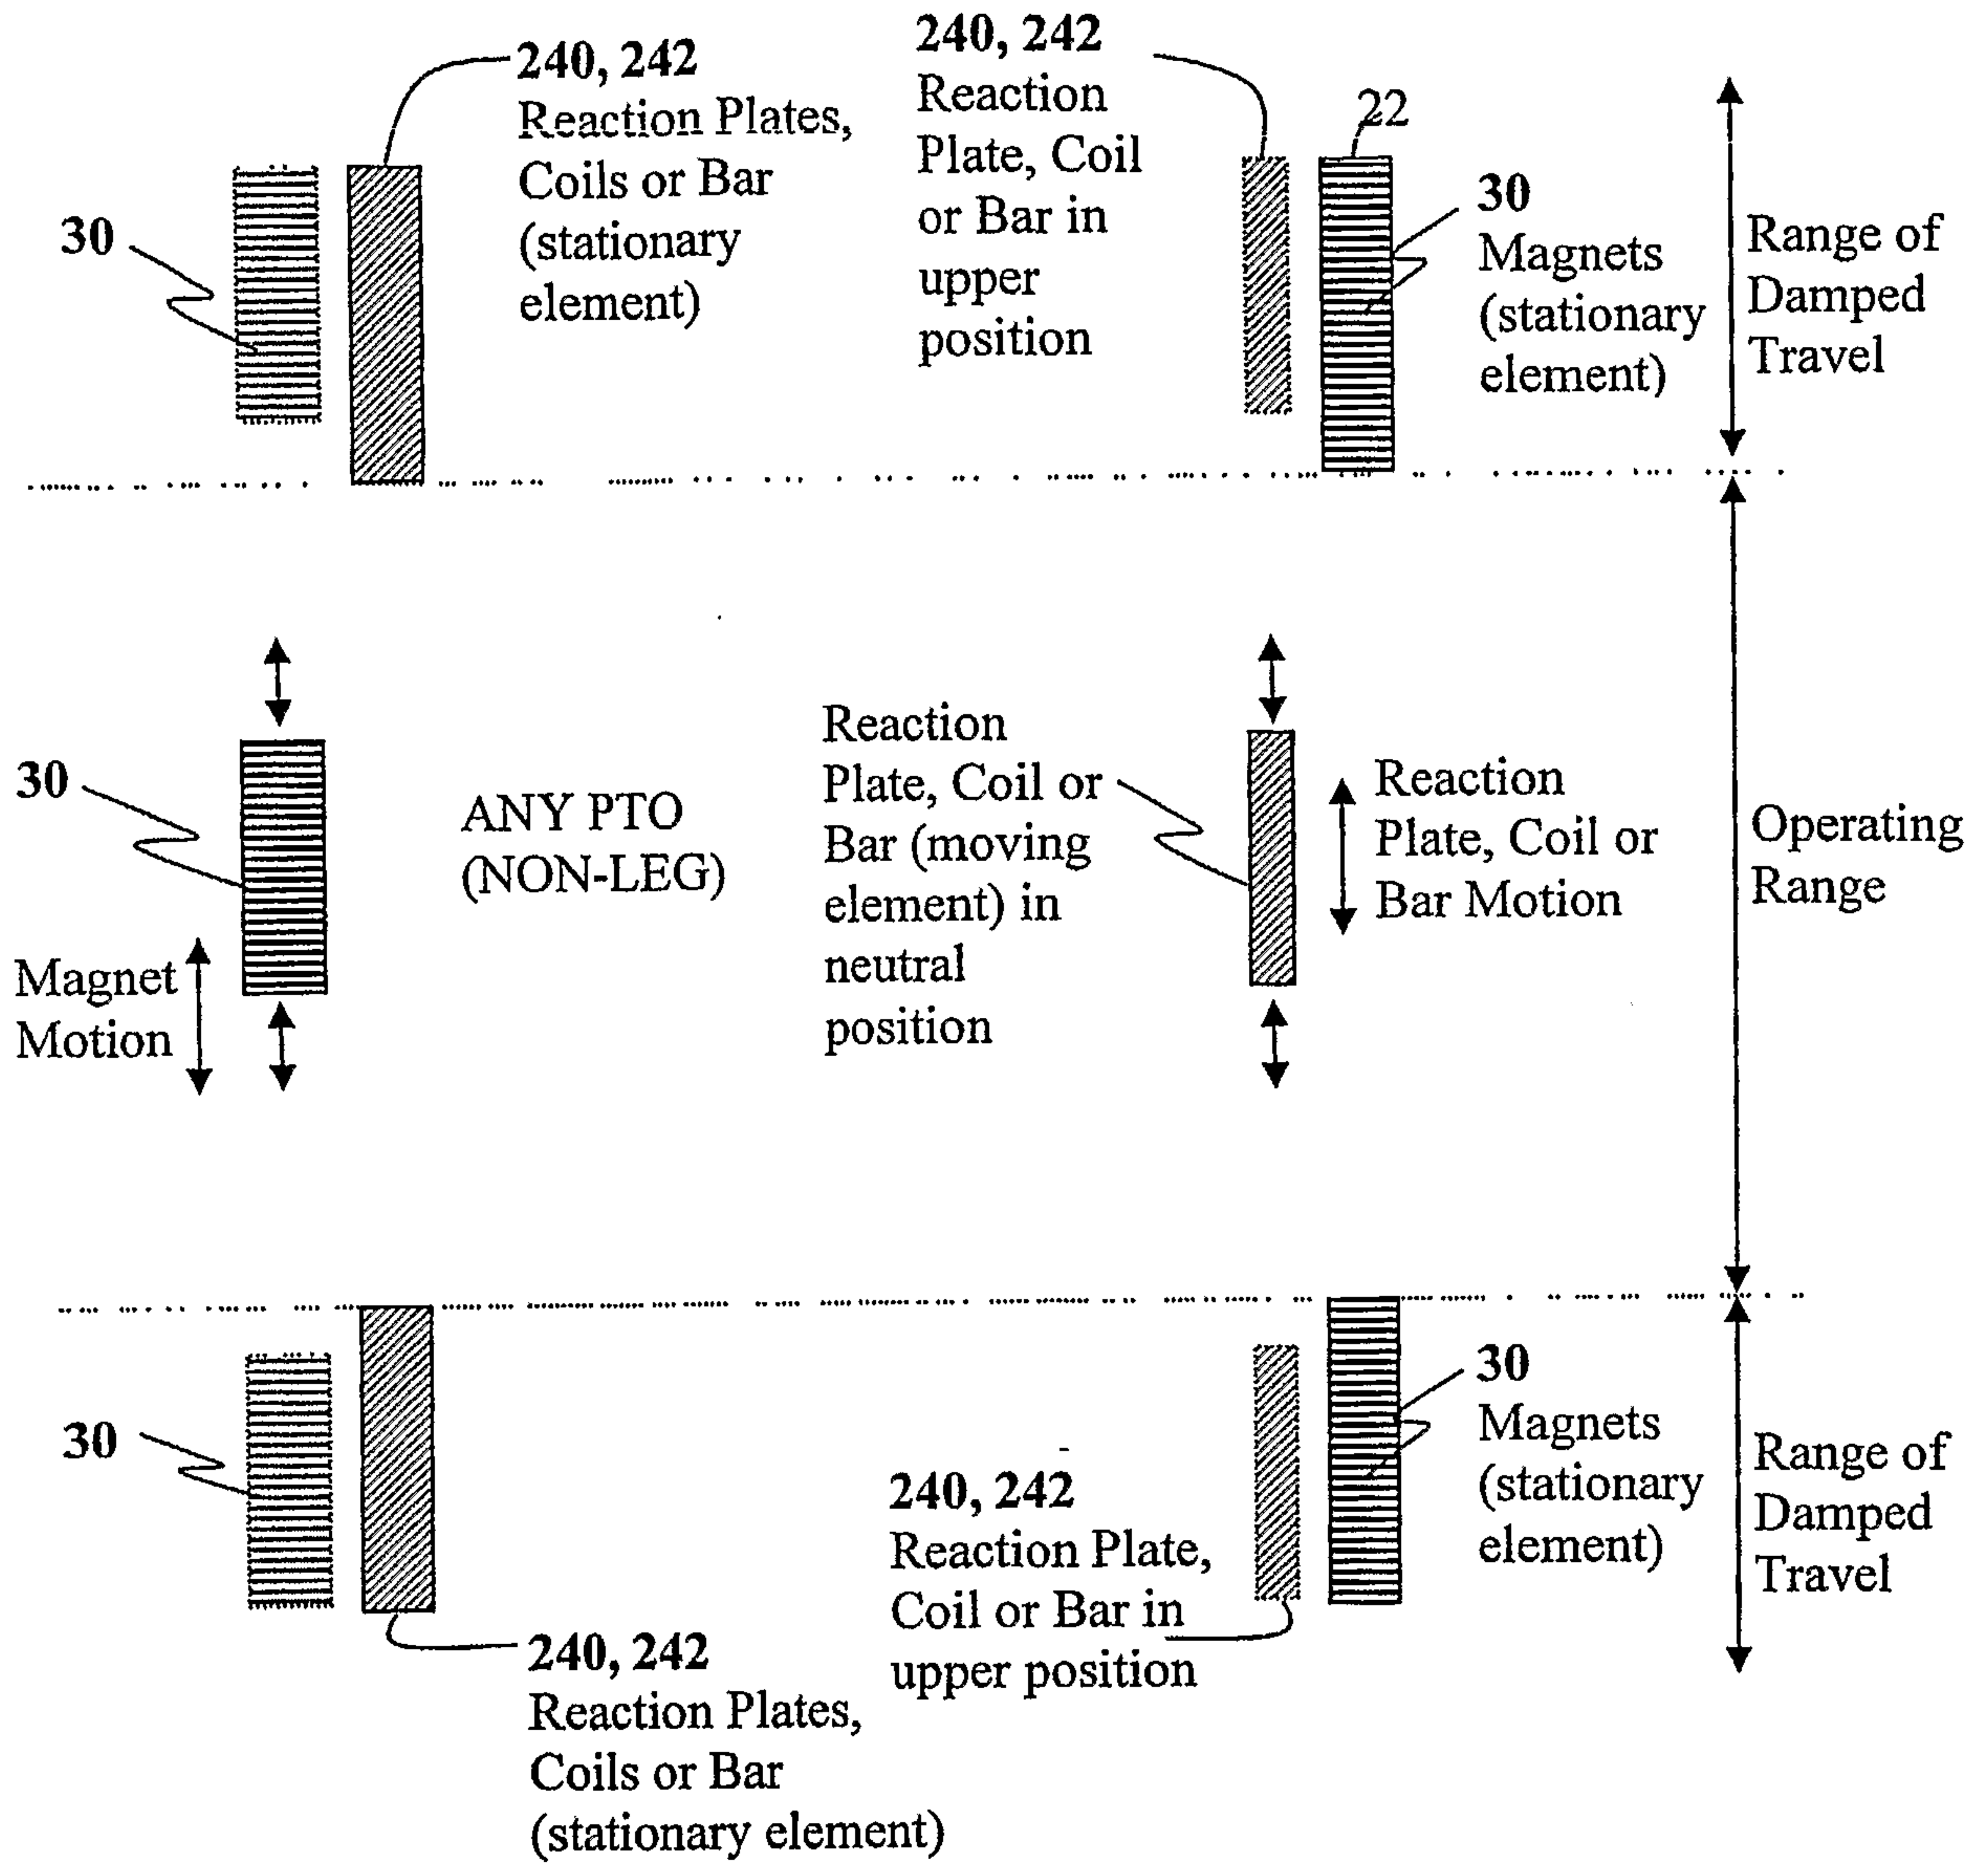 240, 242
Reaction Plates,
Coils or Bar
(stationary
element)
30
240, 242
Reaction
Plate, Coil
or Bar in
upper
position
22
30
Magnets
(stationary
element)
Range of
Damped
Travel
30
Magnet
Motion
ANY PTO
(NON-LEG)
Reaction
Plate, Coil or
Bar (moving
element) in
neutral
position
Reaction
Plate, Coil or
Bar Motion
Operating
Range
30
240, 242
Reaction Plates,
Coils or Bar
(stationary element)
240, 242
Reaction Plate,
Coil or Bar in
upper position
30
Magnets
(stationary
element)
Range of
Damped
Travel